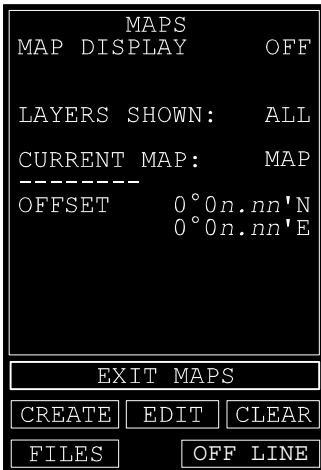 MAPS
MAP DISPLAY OFF
LAYERS SHOWN: ALL
CURRENT MAP: MAP
--------
OFFSET 0°0n.nn'N
0°0n.nn'E
EXIT MAPS
CREATE EDIT CLEAR
FILES OFF LINE